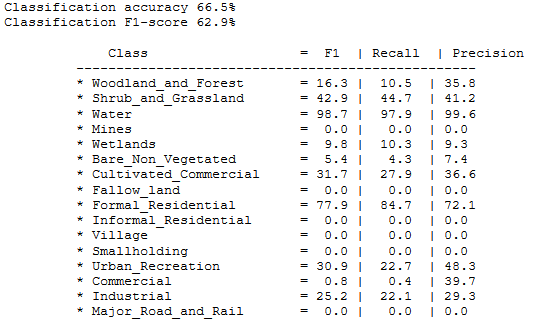 Classification accuracy 66.5%
Classification F1-score 62.9%
Class = F1 | Recall | Precision
--------------------------------------------------
* Woodland_and_Forest = 16.3 | 10.5 | 35.8
* Shrub_and_Grassland = 42.9 | 44.7 | 41.2
* Water = 98.7 | 97.9 | 99.6
* Mines = 0.0 | 0.0 | 0.0
* Wetlands = 9.8 | 10.3 | 9.3
* Bare_Non_Vegetated = 5.4 | 4.3 | 7.4
* Cultivated_Commercial = 31.7 | 27.9 | 36.6
* Fallow_land = 0.0 | 0.0 | 0.0
* Formal_Residential = 77.9 | 84.7 | 72.1
* Informal_Residential = 0.0 | 0.0 | 0.0
* Village = 0.0 | 0.0 | 0.0
* Smallholding = 0.0 | 0.0 | 0.0
* Urban_Recreation = 30.9 | 22.7 | 48.3
* Commercial = 0.8 | 0.4 | 39.7
* Industrial = 25.2 | 22.1 | 29.3
* Major_Road_and_Rail = 0.0 | 0.0 | 0.0